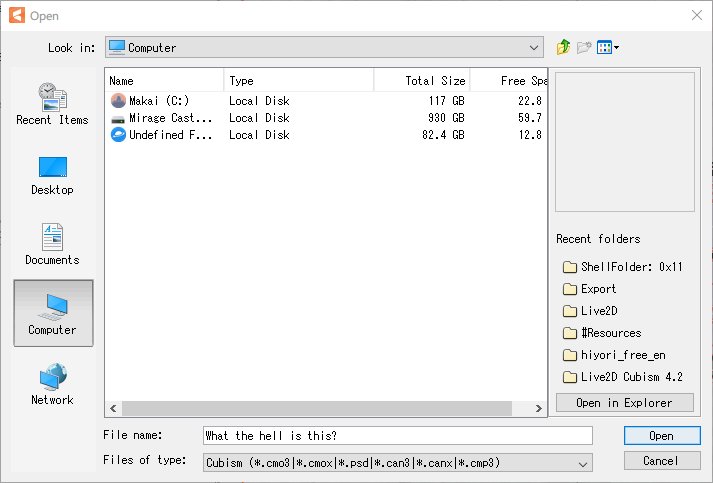 Open
Look in: Computer
Recent Items
Desktop
Documents
Computer
Network
Name Type Total Size Free Spa
Makai (C:) Local Disk 117 GB 22.8
Mirage Cast... Local Disk 930 GB 59.7
Undefined F... Local Disk 82.4 GB 12.8
Recent folders
ShellFolder: 0x11
Export
Live2D
#Resources
hiyori_free_en
Live2D Cubism 4.2
Open in Explorer
File name: What the hell is this? Open
Files of type: Cubism (*.cmo3|*.cmox|*.psd|*.can3|*.canx|*.cmp3) Cancel